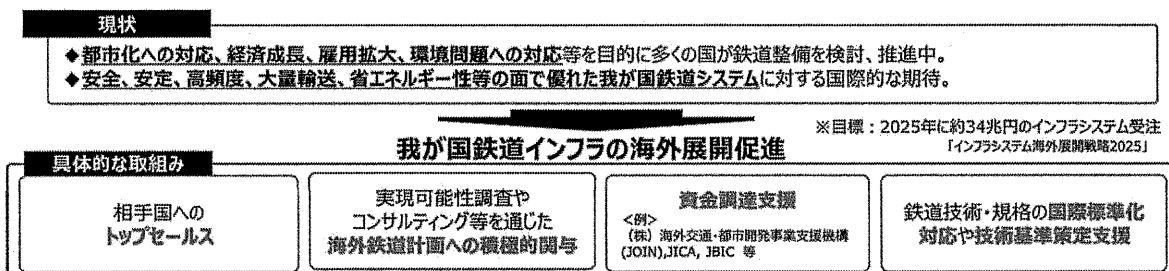 現状
◆都市化への対応、経済成長、雇用拡大、環境問題への対応等を目的に多くの国が鉄道整備を検討、推進中。
◆安全、安定、高頻度、大量輸送、省エネルギー性等の面で優れた我が国鉄道システムに対する国際的な期待。
※目標：2025年に約34兆円のインフラシステム受注
「インフラシステム海外展開戦略2025」
我が国鉄道インフラの海外展開促進
具体的な取組み
相手国への
トップセールス
実現可能性調査や
コンサルティング等を通じた
海外鉄道計画への積極的関与
資金調達支援
<例>
（株）海外交通・都市開発事業支援機構
(JOIN),JICA, JBIC 等
鉄道技術・規格の国際標準化
対応や技術基準策定支援